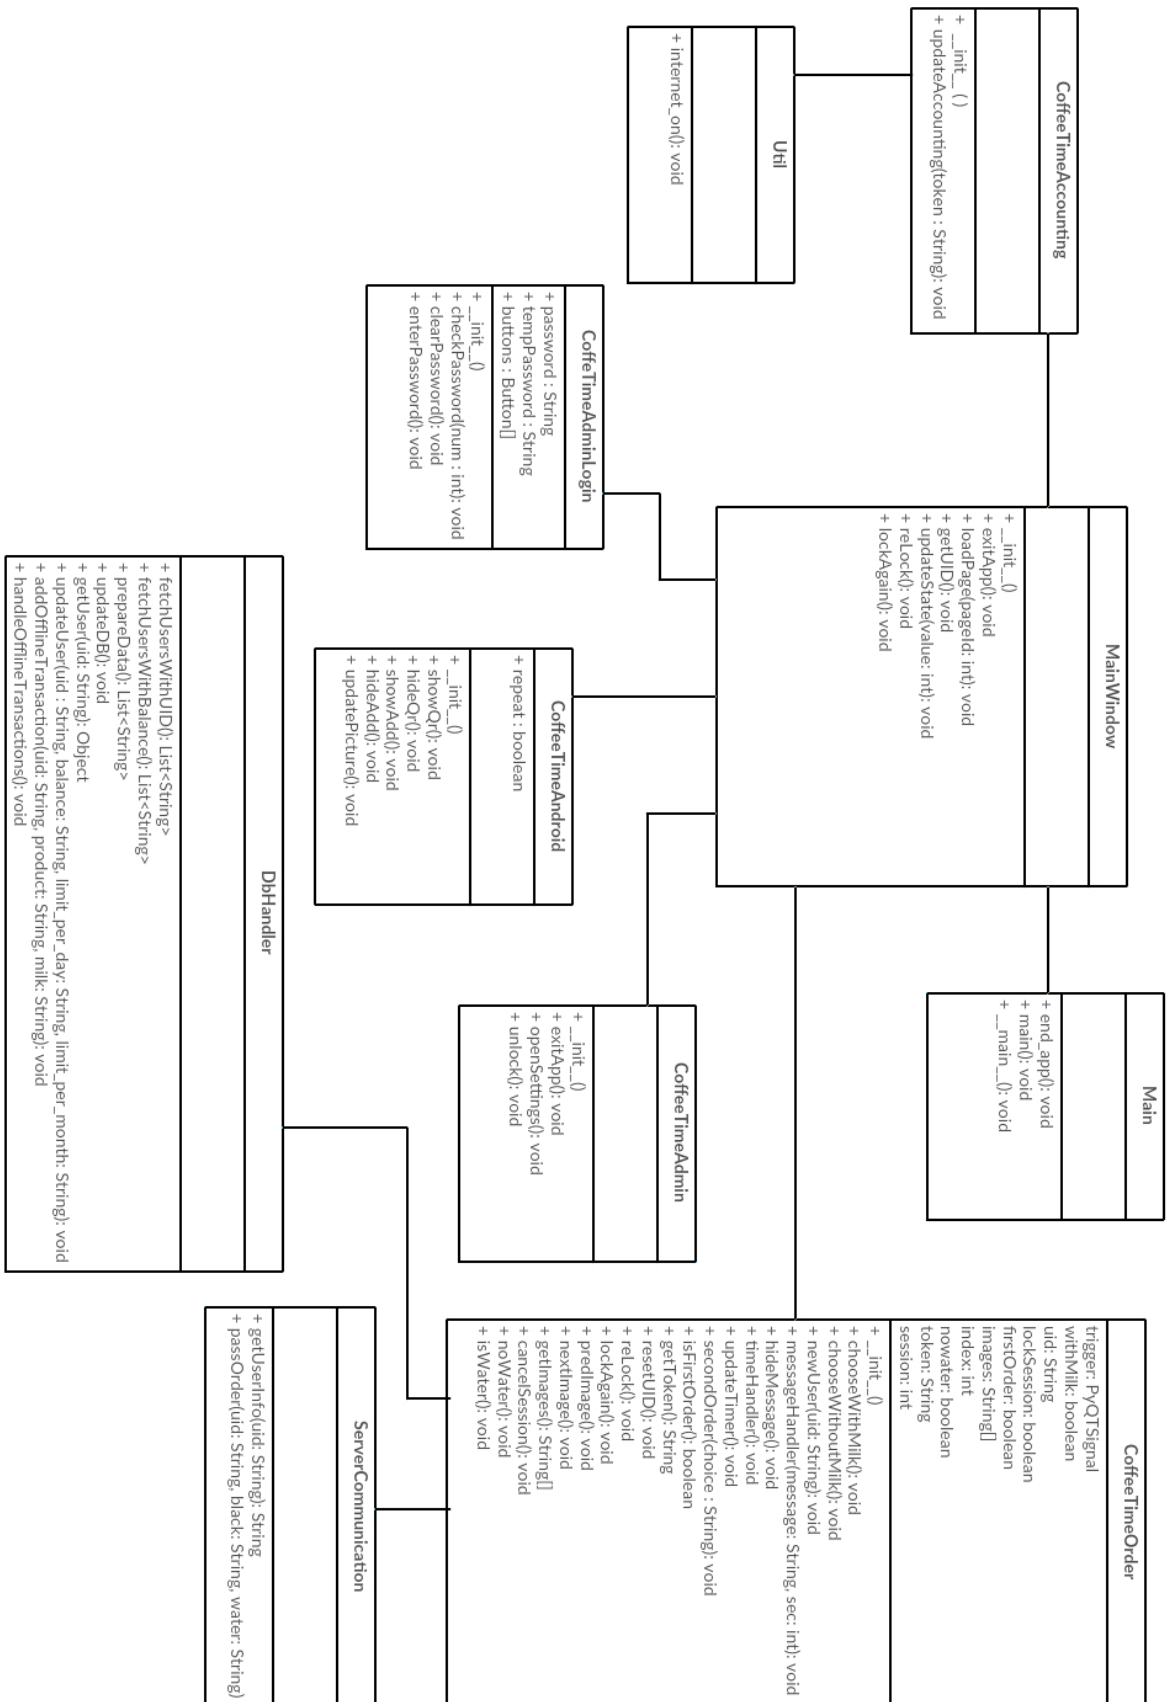 CoffeeTimeAccounting
+ __init__ ( )
+ updateAccounting(token : String): void
Util
+ internet_on(): void
MainWindow
+ __init__()
+ exitApp(): void
+ loadPage(pageId: int): void
+ getUID(): void
+ updateState(value: int): void
+ reLock(): void
+ lockAgain(): void
Main
+ end_app(): void
+ main(): void
+ __main__(): void
CoffeTimeAdminLogin
+ password : String
+ tempPassword : String
+ buttons : Button[]
+ __init__()
+ checkPassword(num : int): void
+ clearPassword(): void
+ enterPassword(): void
CoffeeTimeAndroid
+ repeat : boolean
+ __init__()
+ showQr(): void
+ hideQr(): void
+ showAdd(): void
+ hideAdd(): void
+ updatePicture(): void
CoffeeTimeAdmin
+ __init__()
+ exitApp(): void
+ openSettings(): void
+ unlock(): void
CoffeeTimeOrder
trigger: PyQTSignal
withMilk: boolean
uid: String
lockSession: boolean
firstOrder: boolean
images: String[]
index: int
nowater: boolean
token: String
session: int
+ __init__()
+ chooseWithMilk(): void
+ chooseWithoutMilk(): void
+ newUser(uid: String): void
+ messageHandler(message: String, sec: int): void
+ hideMessage(): void
+ timeHandler(): void
+ updateTimer(): void
+ secondOrder(choice : String): void
+ isFirstOrder(): boolean
+ getToken(): String
+ resetUID(): void
+ reLock(): void
+ lockAgain(): void
+ predImage(): void
+ nextImage(): void
+ getImages(): String[]
+ cancelSession(): void
+ noWater(): void
+ isWater(): void
DbHandler
+ fetchUsersWithUID(): List<String>
+ fetchUsersWithBalance(): List<String>
+ prepareData(): List<String>
+ updateDB(): void
+ getUser(uid: String): Object
+ updateUser(uid : String, balance: String, limit_per_day: String, limit_per_month: String): void
+ addOfflineTransaction(uid: String, product: String, milk: String): void
+ handleOfflineTransactions(): void
ServerCommunication
+ getUserInfo(uid: String): String
+ passOrder(uid: String, black: String, water: String)